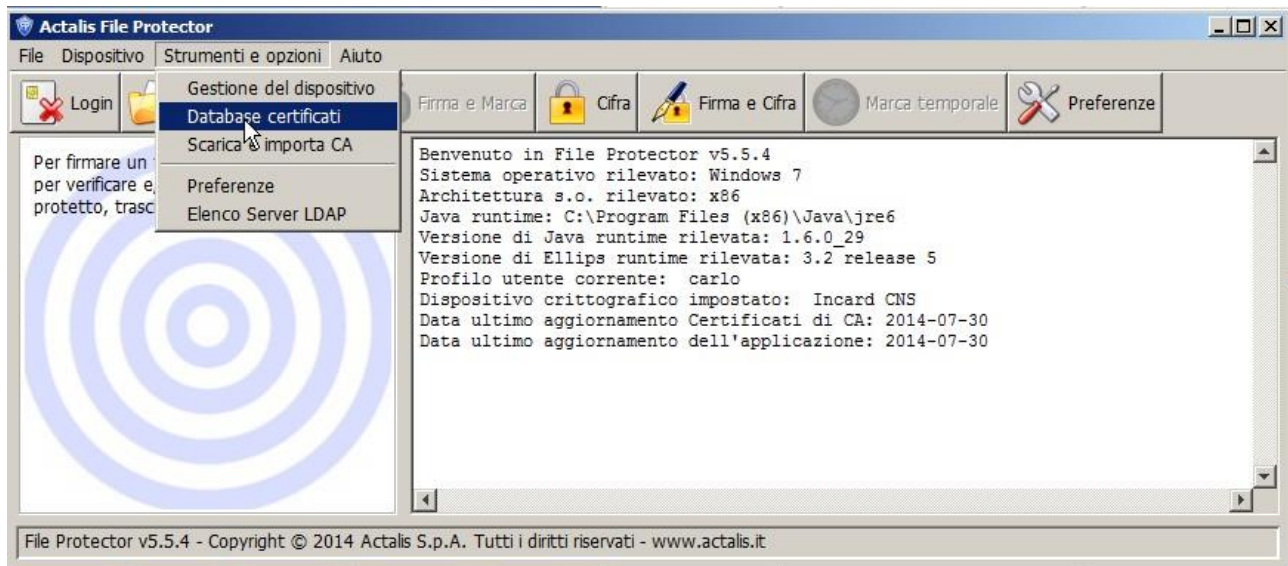 Actalis File Protector
File Dispositivo Strumenti e opzioni Aiuto
Login Firma e Marca Cifra Firma e Cifra Marca temporale Preferenze
Gestione del dispositivo
Database certificati
Scarica e importa CA
Preferenze
Elenco Server LDAP
Per firmare un
per verificare e
protetto, trasc
Benvenuto in File Protector v5.5.4
Sistema operativo rilevato: Windows 7
Architettura s.o. rilevato: x86
Java runtime: C:\Program Files (x86)\Java\jre6
Versione di Java runtime rilevata: 1.6.0_29
Versione di Ellips runtime rilevata: 3.2 release 5
Profilo utente corrente: carlo
Dispositivo crittografico impostato: Incard CNS
Data ultimo aggiornamento Certificati di CA: 2014-07-30
Data ultimo aggiornamento dell'applicazione: 2014-07-30
File Protector v5.5.4 - Copyright © 2014 Actalis S.p.A. Tutti i diritti riservati - www.actalis.it